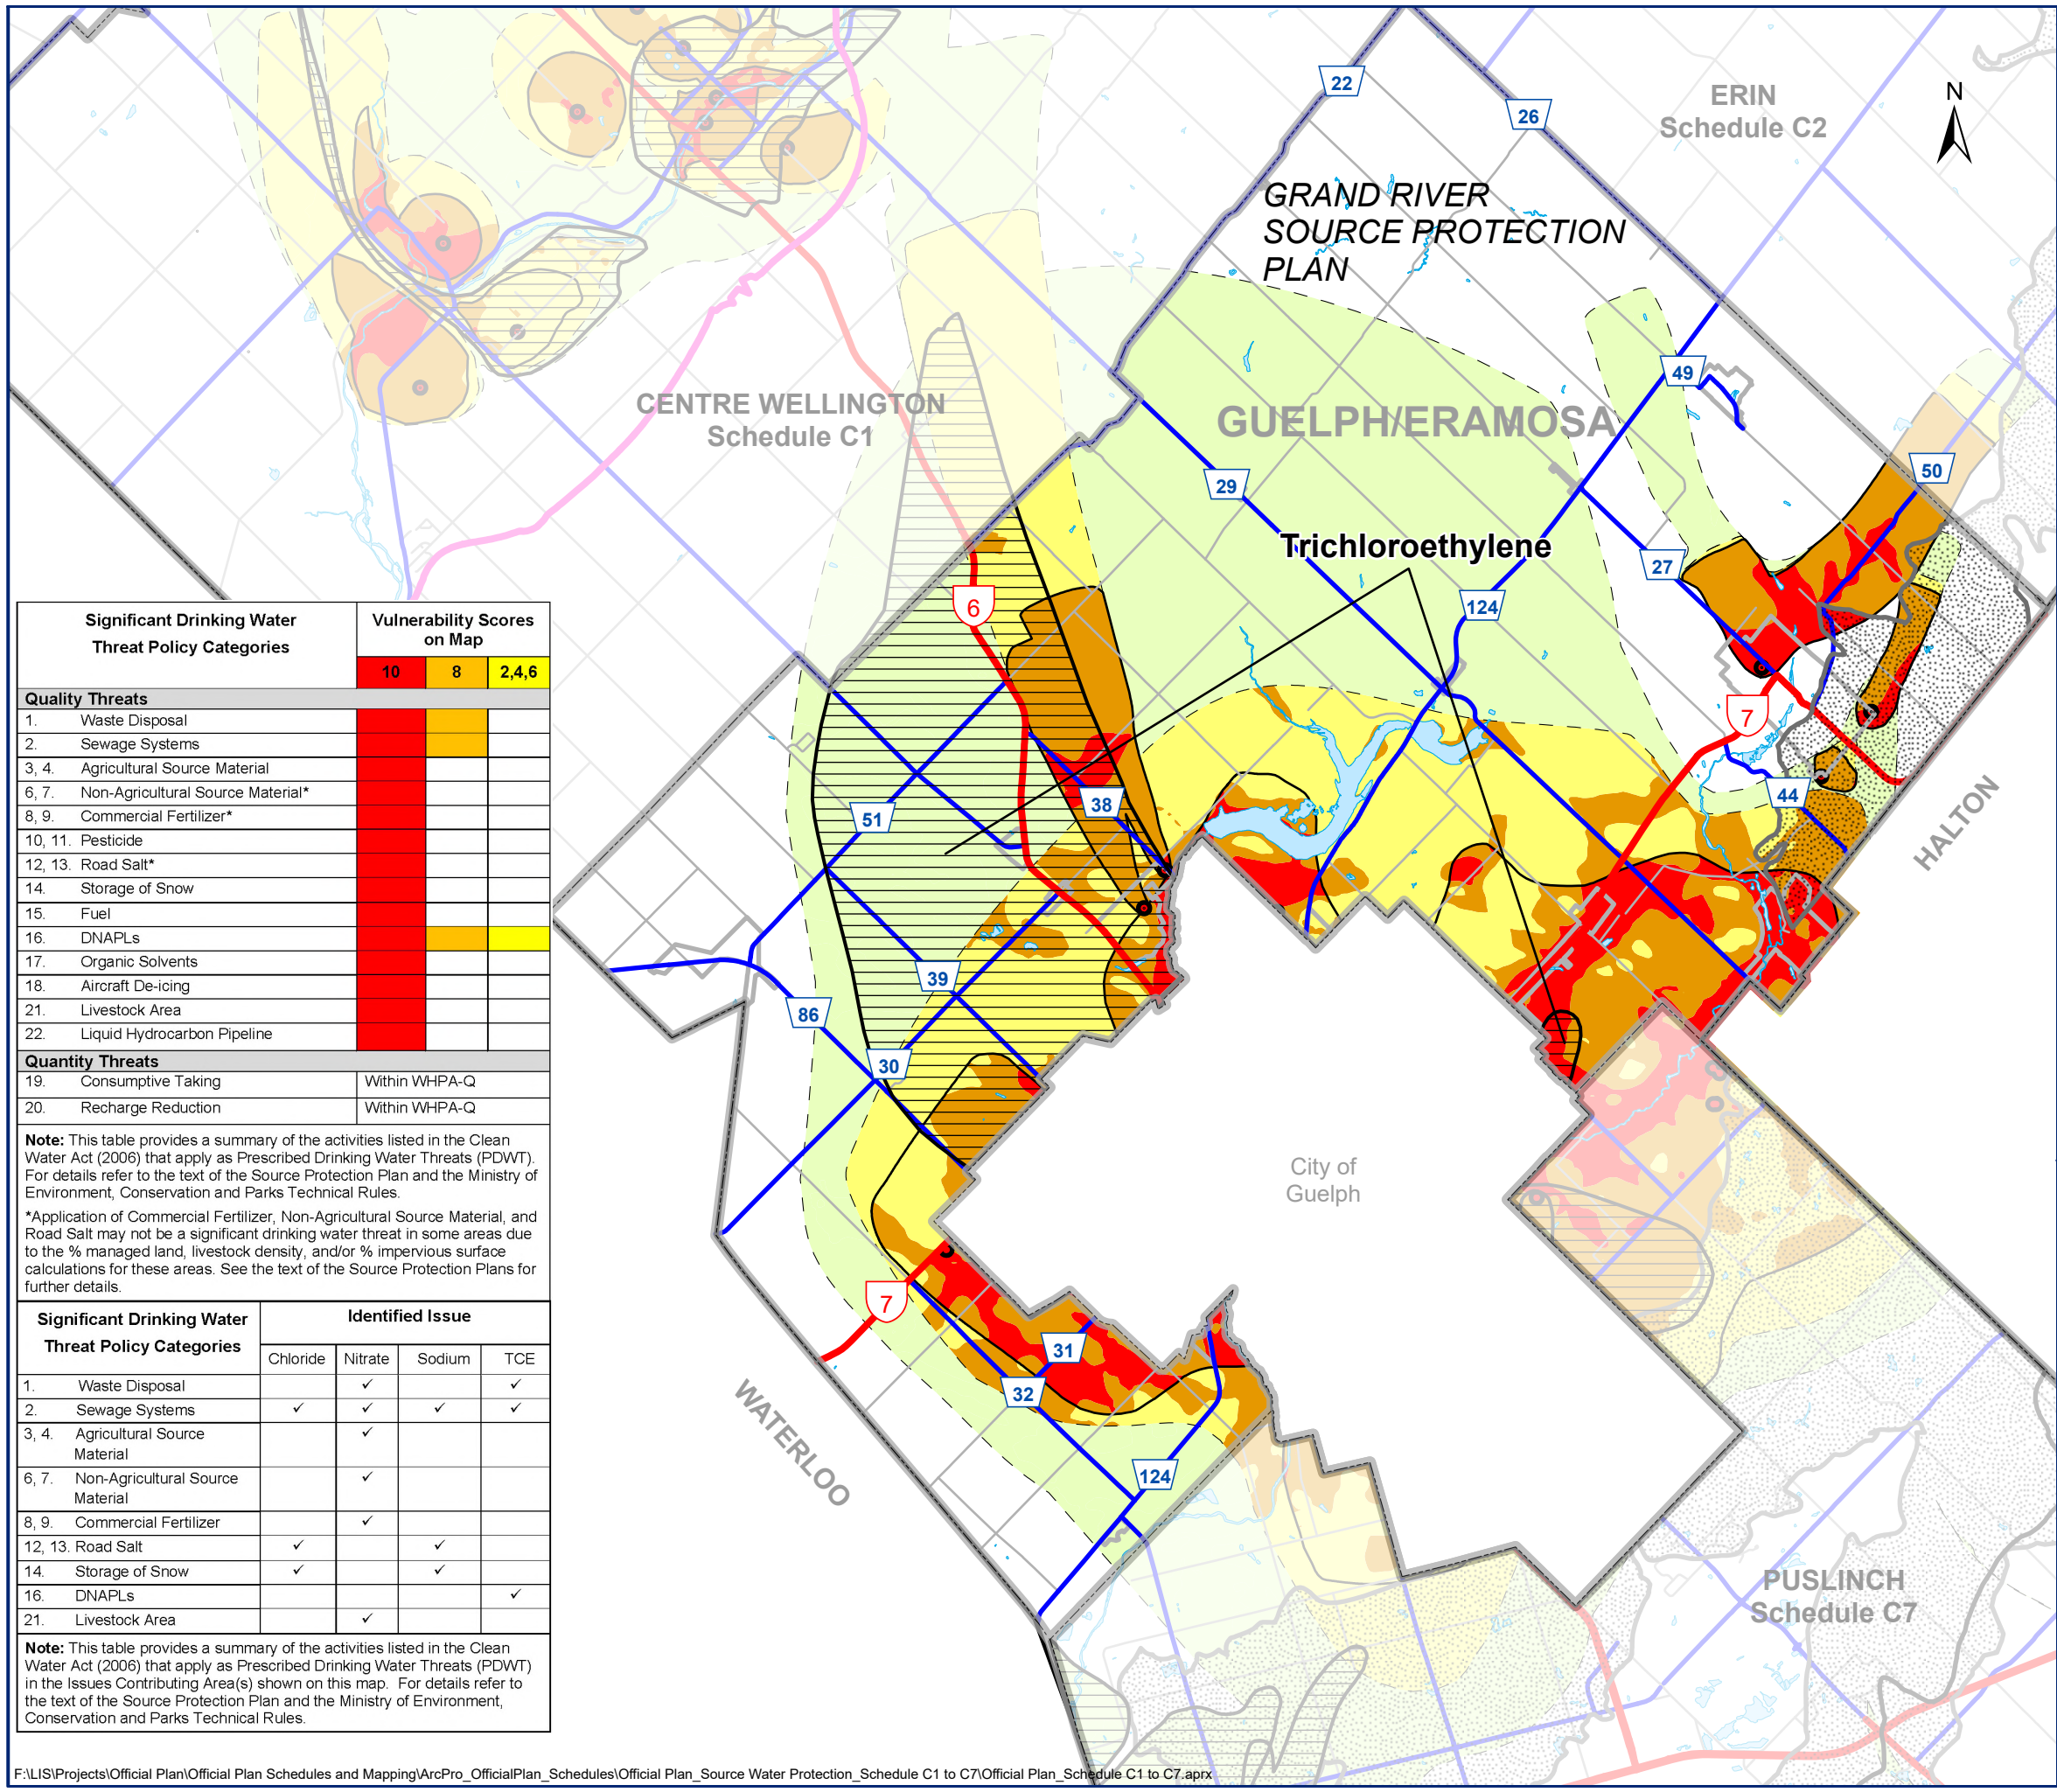 22
26
ERIN
Schedule C2
N
GRAND RIVER
SOURCE PROTECTION
PLAN
49
CENTRE WELLINGTON
Schedule C1
GUELPH/ERAMOSA
50
29
Trichloroethylene
27
6
124
7
38
44
51
HALTON
39
86
30
City of
Guelph
7
31
32
WATERLOO
124
PUSLINCH
Schedule C7
Significant Drinking Water
Threat Policy Categories
Vulnerability Scores
on Map
10 8 2,4,6
Quality Threats
1. Waste Disposal
2. Sewage Systems
3, 4. Agricultural Source Material
6, 7. Non-Agricultural Source Material*
8, 9. Commercial Fertilizer*
10, 11. Pesticide
12, 13. Road Salt*
14. Storage of Snow
15. Fuel
16. DNAPLs
17. Organic Solvents
18. Aircraft De-icing
21. Livestock Area
22. Liquid Hydrocarbon Pipeline
Quantity Threats
19. Consumptive Taking Within WHPA-Q
20. Recharge Reduction Within WHPA-Q
Note: This table provides a summary of the activities listed in the Clean
Water Act (2006) that apply as Prescribed Drinking Water Threats (PDWT).
For details refer to the text of the Source Protection Plan and the Ministry of
Environment, Conservation and Parks Technical Rules.
*Application of Commercial Fertilizer, Non-Agricultural Source Material, and
Road Salt may not be a significant drinking water threat in some areas due
to the % managed land, livestock density, and/or % impervious surface
calculations for these areas. See the text of the Source Protection Plans for
further details.
Significant Drinking Water
Threat Policy Categories
Identified Issue
Chloride Nitrate Sodium TCE
1. Waste Disposal ✓ ✓
2. Sewage Systems ✓ ✓ ✓ ✓
3, 4. Agricultural Source ✓
Material
6, 7. Non-Agricultural Source ✓
Material
8, 9. Commercial Fertilizer ✓
12, 13. Road Salt ✓ ✓
14. Storage of Snow ✓ ✓
16. DNAPLs ✓
21. Livestock Area ✓
Note: This table provides a summary of the activities listed in the Clean
Water Act (2006) that apply as Prescribed Drinking Water Threats (PDWT)
in the Issues Contributing Area(s) shown on this map. For details refer to
the text of the Source Protection Plan and the Ministry of Environment,
Conservation and Parks Technical Rules.
F:\LIS\Projects\Official Plan\Official Plan Schedules and Mapping\ArcPro_OfficialPlan_Schedules\Official Plan_Source Water Protection_Schedule C1 to C7\Official Plan_Schedule C1 to C7.aprx